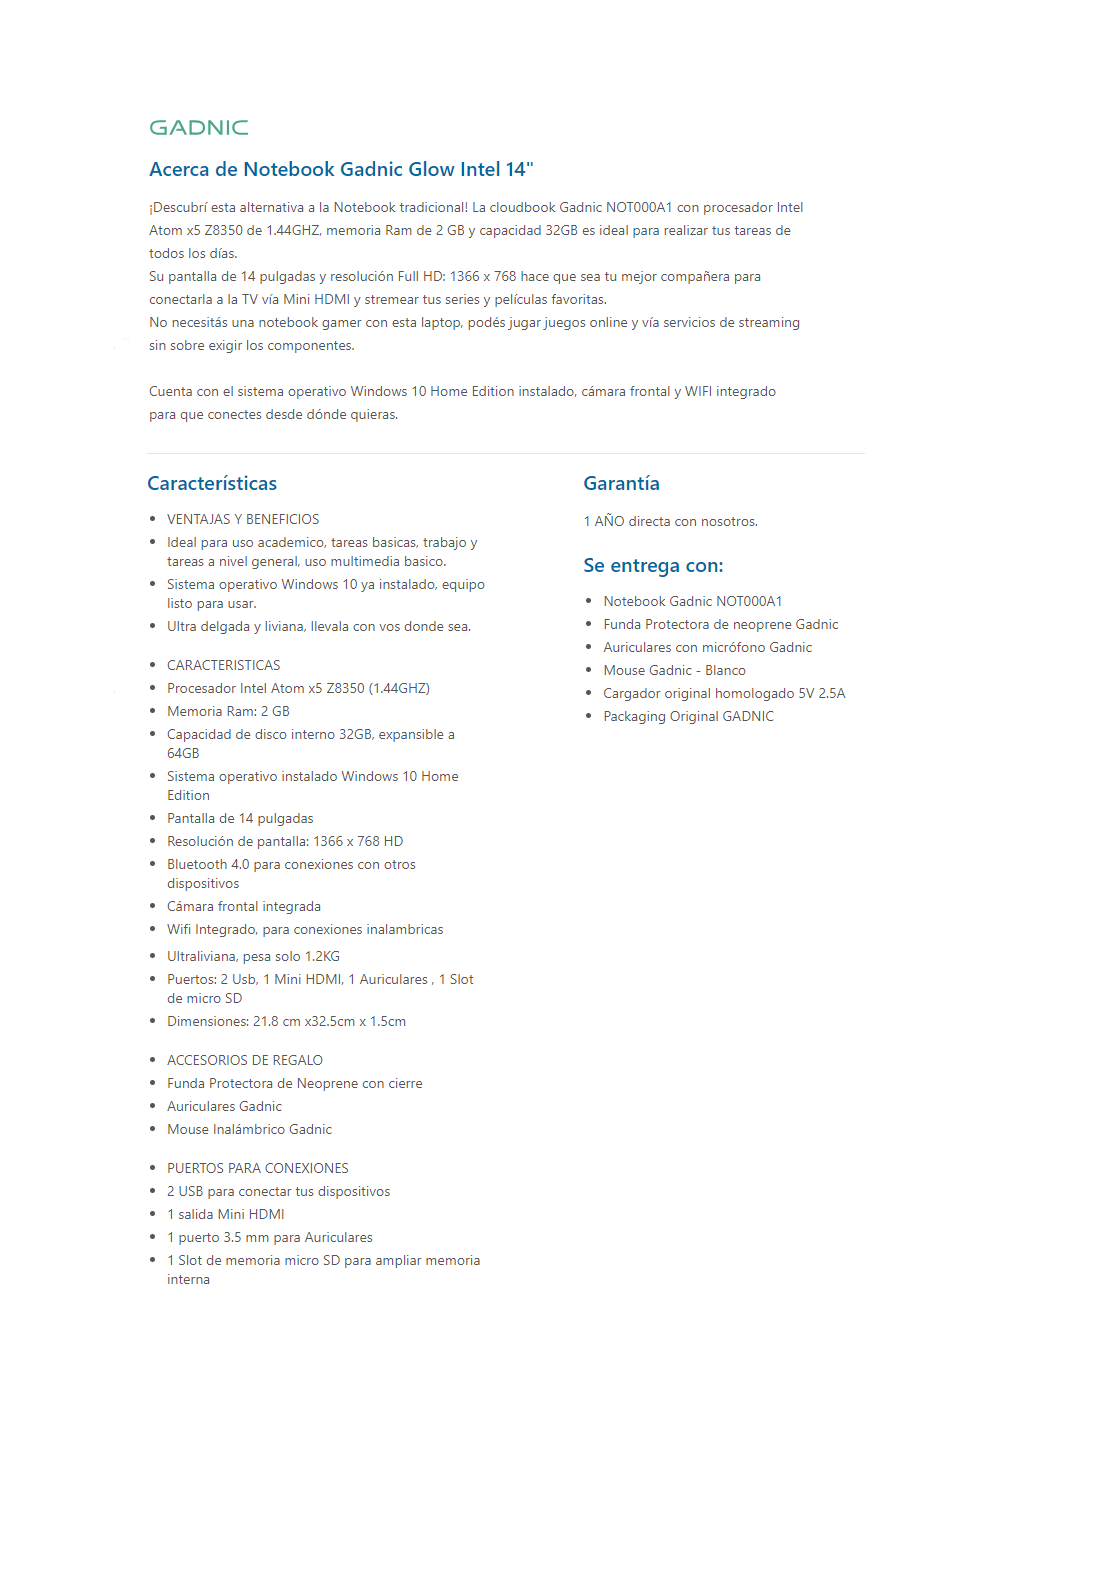 GADNIC
Acerca de Notebook Gadnic Glow Intel 14"
¡Descubrí esta alternativa a la Notebook tradicional! La cloudbook Gadnic NOT000A1 con procesador Intel
Atom x5 Z8350 de 1.44GHZ, memoria Ram de 2 GB y capacidad 32GB es ideal para realizar tus tareas de
todos los días.
Su pantalla de 14 pulgadas y resolución Full HD: 1366 x 768 hace que sea tu mejor compañera para
conectarla a la TV vía Mini HDMI y stremear tus series y películas favoritas.
No necesitás una notebook gamer con esta laptop, podés jugar juegos online y vía servicios de streaming
sin sobre exigir los componentes.
Cuenta con el sistema operativo Windows 10 Home Edition instalado, cámara frontal y WIFI integrado
para que conectes desde dónde quieras.
Características
• VENTAJAS Y BENEFICIOS
• Ideal para uso academico, tareas basicas, trabajo y
tareas a nivel general, uso multimedia basico.
• Sistema operativo Windows 10 ya instalado, equipo
listo para usar.
• Ultra delgada y liviana, llevala con vos donde sea.
• CARACTERISTICAS
• Procesador Intel Atom x5 Z8350 (1.44GHZ)
• Memoria Ram: 2 GB
• Capacidad de disco interno 32GB, expansible a
64GB
• Sistema operativo instalado Windows 10 Home
Edition
• Pantalla de 14 pulgadas
• Resolución de pantalla: 1366 x 768 HD
• Bluetooth 4.0 para conexiones con otros
dispositivos
• Cámara frontal integrada
• Wifi Integrado, para conexiones inalambricas
• Ultraliviana, pesa solo 1.2KG
• Puertos: 2 Usb, 1 Mini HDMI, 1 Auriculares , 1 Slot
de micro SD
• Dimensiones: 21.8 cm x32.5cm x 1.5cm
• ACCESORIOS DE REGALO
• Funda Protectora de Neoprene con cierre
• Auriculares Gadnic
• Mouse Inalámbrico Gadnic
• PUERTOS PARA CONEXIONES
• 2 USB para conectar tus dispositivos
• 1 salida Mini HDMI
• 1 puerto 3.5 mm para Auriculares
• 1 Slot de memoria micro SD para ampliar memoria
interna
Garantía
1 AÑO directa con nosotros.
Se entrega con:
• Notebook Gadnic NOT000A1
• Funda Protectora de neoprene Gadnic
• Auriculares con micrófono Gadnic
• Mouse Gadnic - Blanco
• Cargador original homologado 5V 2.5A
• Packaging Original GADNIC